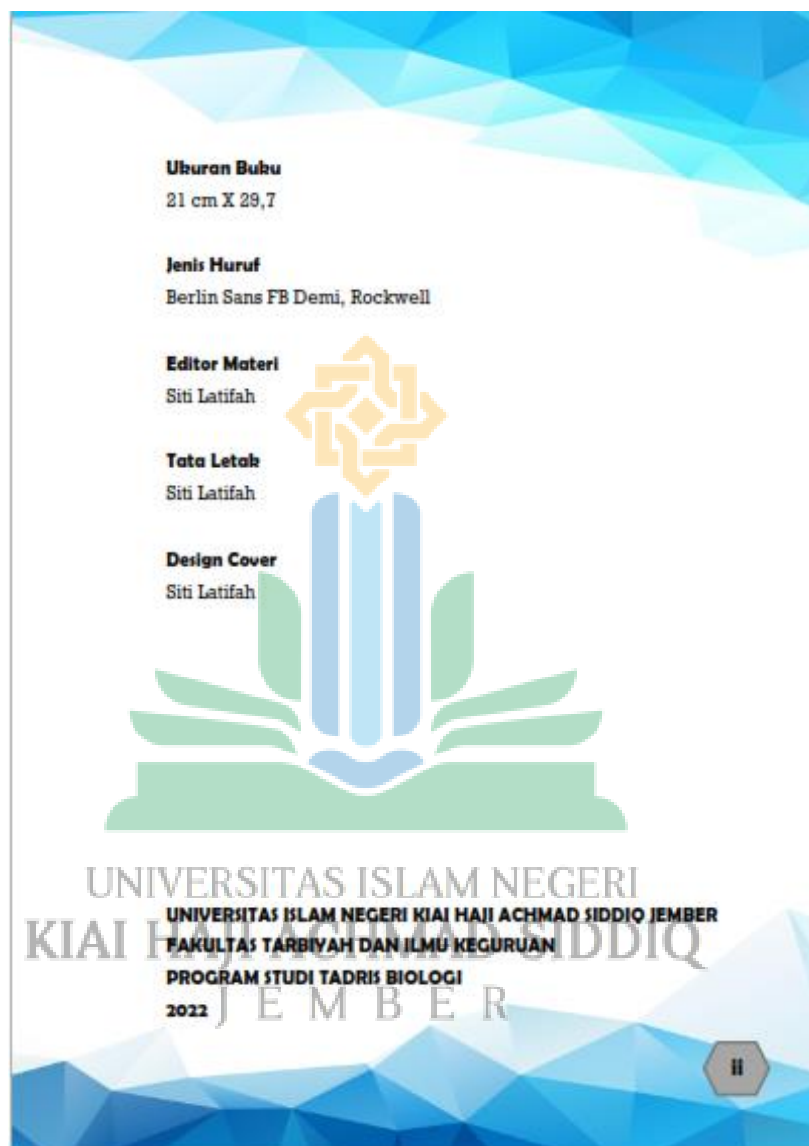 Ukuran Buku
21 cm X 29,7
Jenis Huruf
Berlin Sans FB Demi, Rockwell
Editor Materi
Siti Latifah
Tata Letak
Siti Latifah
Design Cover
Siti Latifah
UNIVERSITAS ISLAM NEGERI
UNIVERSITAS ISLAM NEGERI KIAI HAJI ACHMAD SIDDIQ JEMBER
KIAI HAJI ACHMAD SIDDIQ
FAKULTAS TARBIYAH DAN ILMU KEGURUAN
PROGRAM STUDI TADRIS BIOLOGI
2022
JEMBER
ii